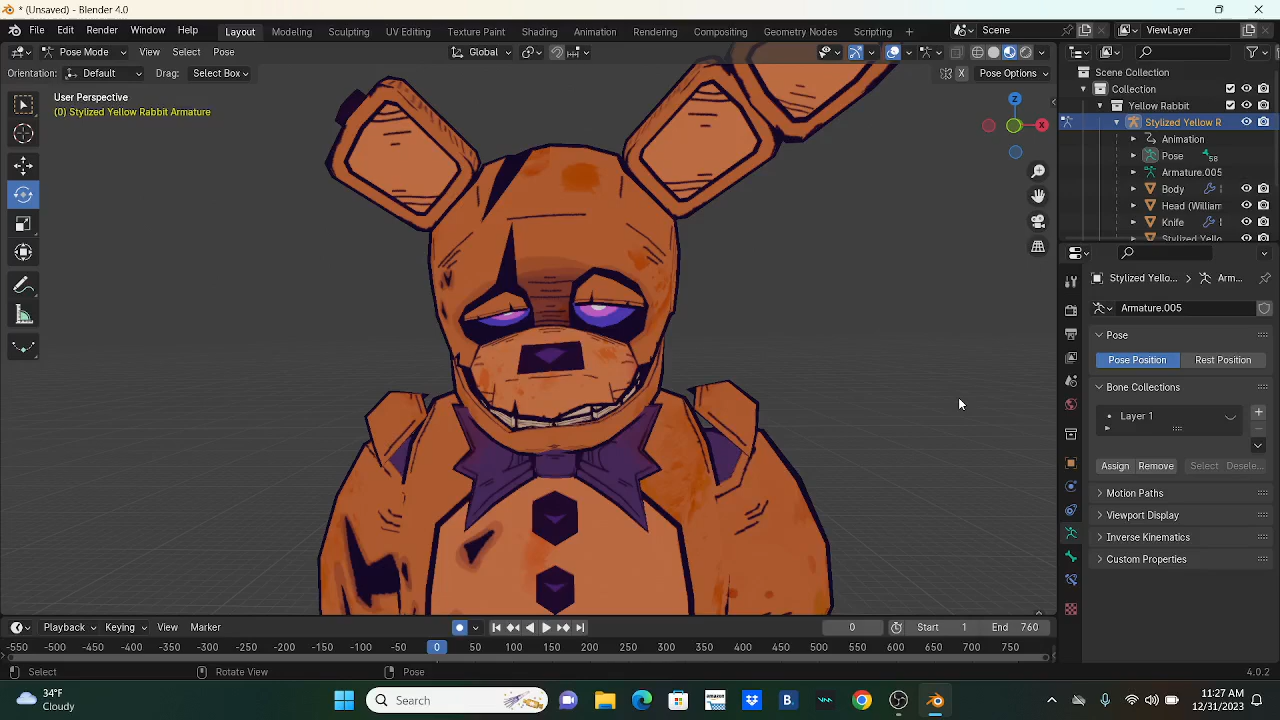 * (Unsaved) - Blender 4.0
File Edit Render Window Help Layout Modeling Sculpting UV Editing Texture Paint Shading Animation Rendering Compositing Geometry Nodes Scripting + Scene ViewLayer
Pose Mode View Select Pose Global
Orientation: Default Drag: Select Box X Pose Options
User Perspective
(0) Stylized Yellow Rabbit Armature
Z
X
Scene Collection
Collection
Yellow Rabbit
Stylized Yellow R
Animation
Pose 58
Armature.005
Body
Head (William
Knife
Stylized Yello
Stylized Yello... > Arm...
Armature.005
Pose
Pose Position Rest Position
Bone Collections
Layer 1
Assign Remove Select Desele...
Motion Paths
Viewport Display
Inverse Kinematics
Custom Properties
Playback Keying View Marker 0 Start 1 End 760
-550 -500 -450 -400 -350 -300 -250 -200 -150 -100 -50 0 50 100 150 200 250 300 350 400 450 500 550 600 650 700 750
Select Rotate View Pose 4.0.2
34°F
Cloudy
Search
amazon
B.
11:27 AM
12/31/2023